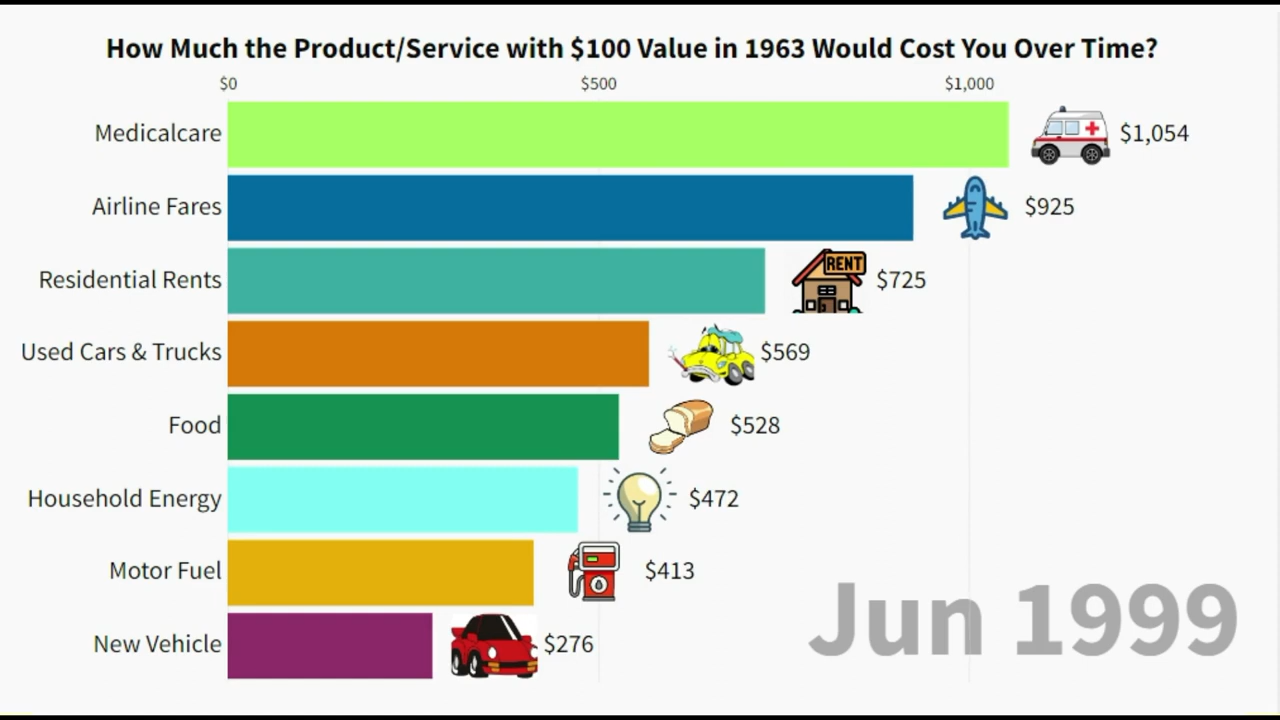 How Much the Product/Service with $100 Value in 1963 Would Cost You Over Time?
$0 $500 $1,000
Medicalcare $1,054
Airline Fares $925
Residential Rents RENT $725
Used Cars & Trucks $569
Food $528
Household Energy $472
Motor Fuel $413
New Vehicle $276
Jun 1999